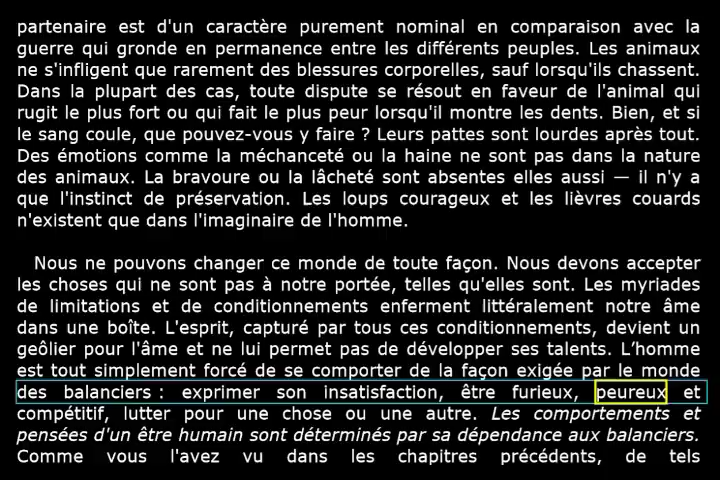 partenaire est d'un caractère purement nominal en comparaison avec la
guerre qui gronde en permanence entre les différents peuples. Les animaux
ne s'infligent que rarement des blessures corporelles, sauf lorsqu'ils chassent.
Dans la plupart des cas, toute dispute se résout en faveur de l'animal qui
rugit le plus fort ou qui fait le plus peur lorsqu'il montre les dents. Bien, et si
le sang coule, que pouvez-vous y faire ? Leurs pattes sont lourdes après tout.
Des émotions comme la méchanceté ou la haine ne sont pas dans la nature
des animaux. La bravoure ou la lâcheté sont absentes elles aussi — il n'y a
que l'instinct de préservation. Les loups courageux et les lièvres couards
n'existent que dans l'imaginaire de l'homme.
Nous ne pouvons changer ce monde de toute façon. Nous devons accepter
les choses qui ne sont pas à notre portée, telles qu'elles sont. Les myriades
de limitations et de conditionnements enferment littéralement notre âme
dans une boîte. L'esprit, capturé par tous ces conditionnements, devient un
geôlier pour l'âme et ne lui permet pas de développer ses talents. L’homme
est tout simplement forcé de se comporter de la façon exigée par le monde
des balanciers : exprimer son insatisfaction, être furieux, peureux et
compétitif, lutter pour une chose ou une autre. Les comportements et
pensées d'un être humain sont déterminés par sa dépendance aux balanciers.
Comme vous l'avez vu dans les chapitres précédents, de tels